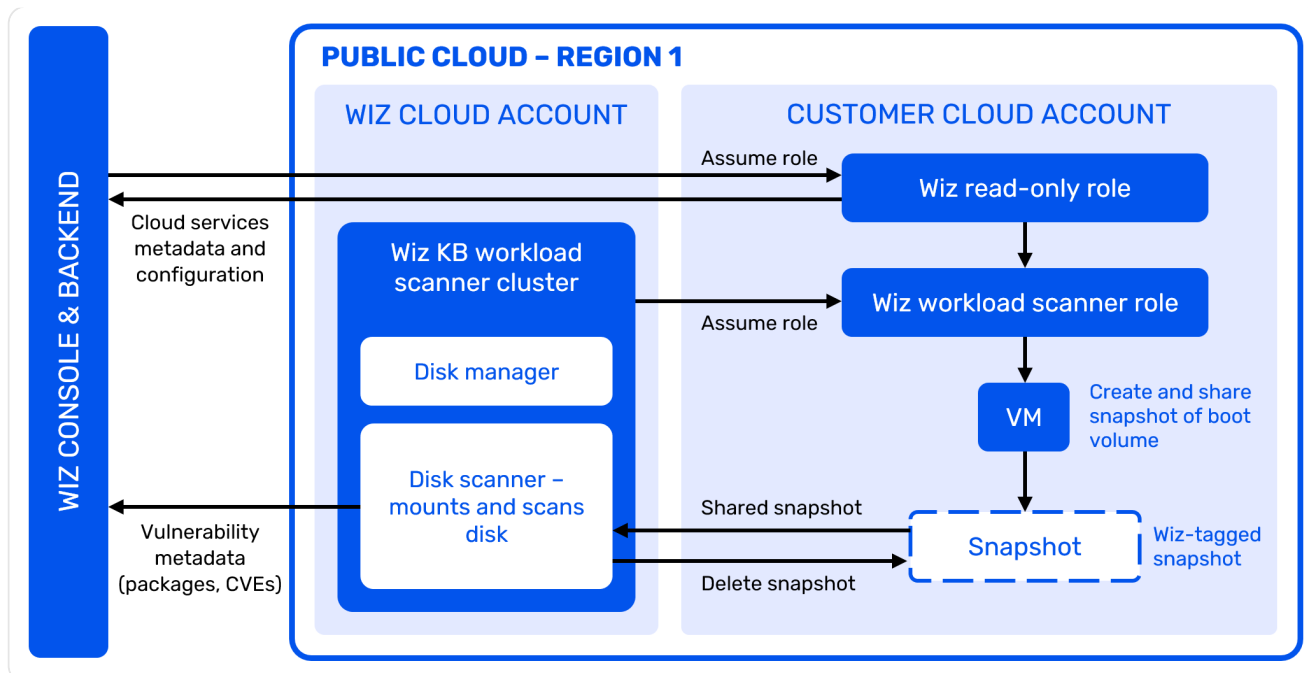 WIZ CONSOLE & BACKEND
PUBLIC CLOUD – REGION 1
WIZ CLOUD ACCOUNT
CUSTOMER CLOUD ACCOUNT
Assume role
Wiz read-only role
Cloud services
metadata and
configuration
Wiz KB workload
scanner cluster
Wiz workload scanner role
Assume role
Disk manager
VM
Create and share
snapshot of boot
volume
Disk scanner –
mounts and scans
disk
Shared snapshot
Snapshot
Wiz-tagged
snapshot
Delete snapshot
Vulnerability
metadata
(packages, CVEs)